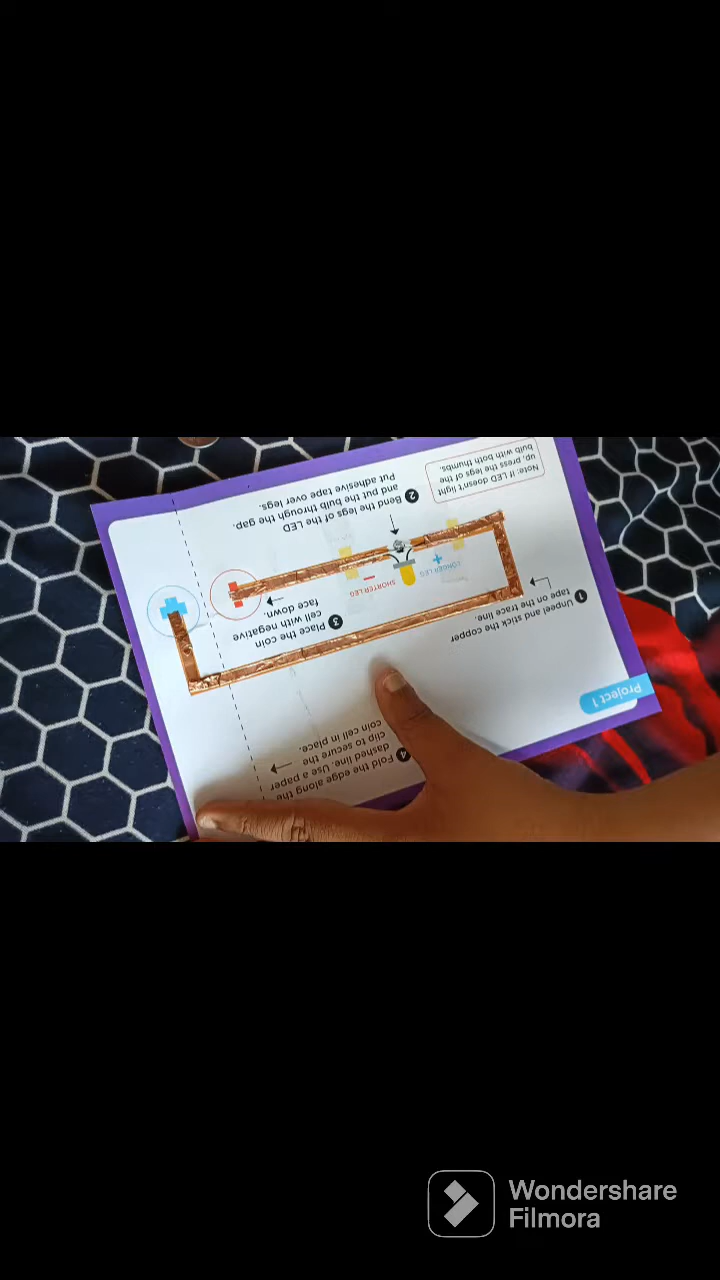 Project 1
1 Unpeel and stick the copper
tape on the trace line.
2 Bend the legs of the LED
and put the bulb through the gap.
Put adhesive tape over legs.
Note: If LED doesn't light
up, press the legs of the
bulb with both thumbs.
LONGER LEG
+
SHORTER LEG
-
3 Place the coin
cell with negative
face down.
4 Fold the edge along the
dashed line. Use a paper
clip to secure the
coin cell in place.
Wondershare
Filmora